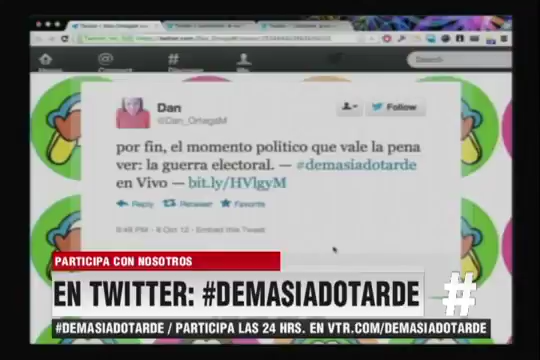 Dan
@Dan_OrtegaM
Follow
por fin, el momento politico que vale la pena
ver: la guerra electoral. — #demasiadotarde
en Vivo — bit.ly/HVlgyM
Reply Retweet Favorite
PARTICIPA CON NOSOTROS
EN TWITTER: #DEMASIADOTARDE
#
#DEMASIADOTARDE / PARTICIPA LAS 24 HRS. EN VTR.COM/DEMASIADOTARDE